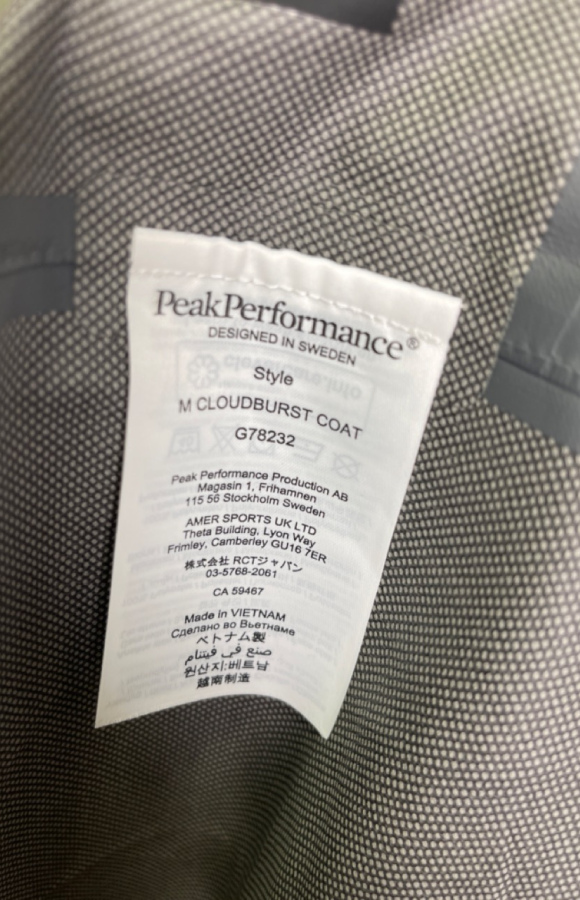 PeakPerformance®
DESIGNED IN SWEDEN
Style
M CLOUDBURST COAT
G78232
Peak Performance Production AB
Magasin 1, Frihamnen
115 56 Stockholm Sweden
AMER SPORTS UK LTD
Theta Building, Lyon Way
Frimley, Camberley GU16 7ER
株式会社 RCTジャパン
03-5768-2061
CA 59467
Made in VIETNAM
Сделано во Вьетнаме
ベトナム製
صنع في فيتنام
원산지:베트남
越南制造